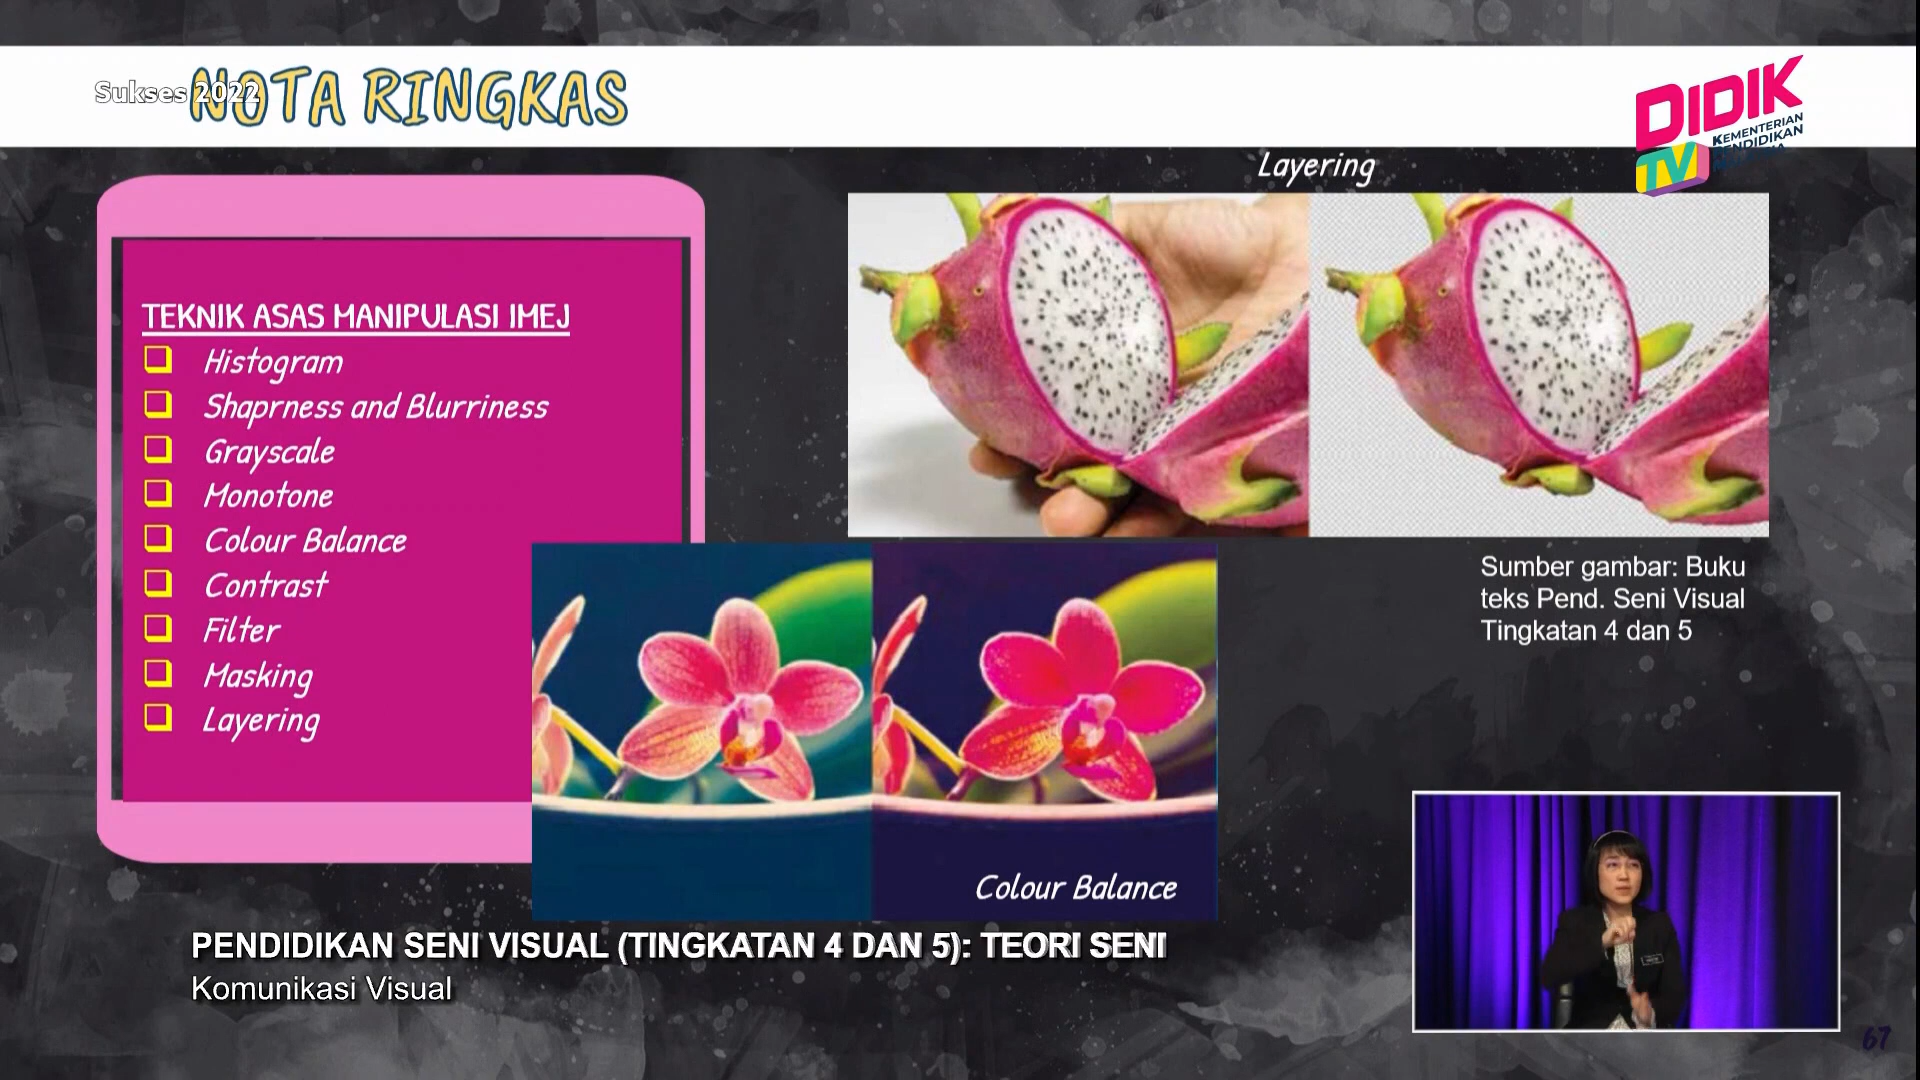 Sukses 2022
NOTA RINGKAS
DIDIK
TV
KEMENTERIAN
PENDIDIKAN
Layering
TEKNIK ASAS MANIPULASI IMEJ
Histogram
Shaprness and Blurriness
Grayscale
Monotone
Colour Balance
Contrast
Filter
Masking
Layering
Sumber gambar: Buku
teks Pend. Seni Visual
Tingkatan 4 dan 5
Colour Balance
PENDIDIKAN SENI VISUAL (TINGKATAN 4 DAN 5): TEORI SENI
Komunikasi Visual
67